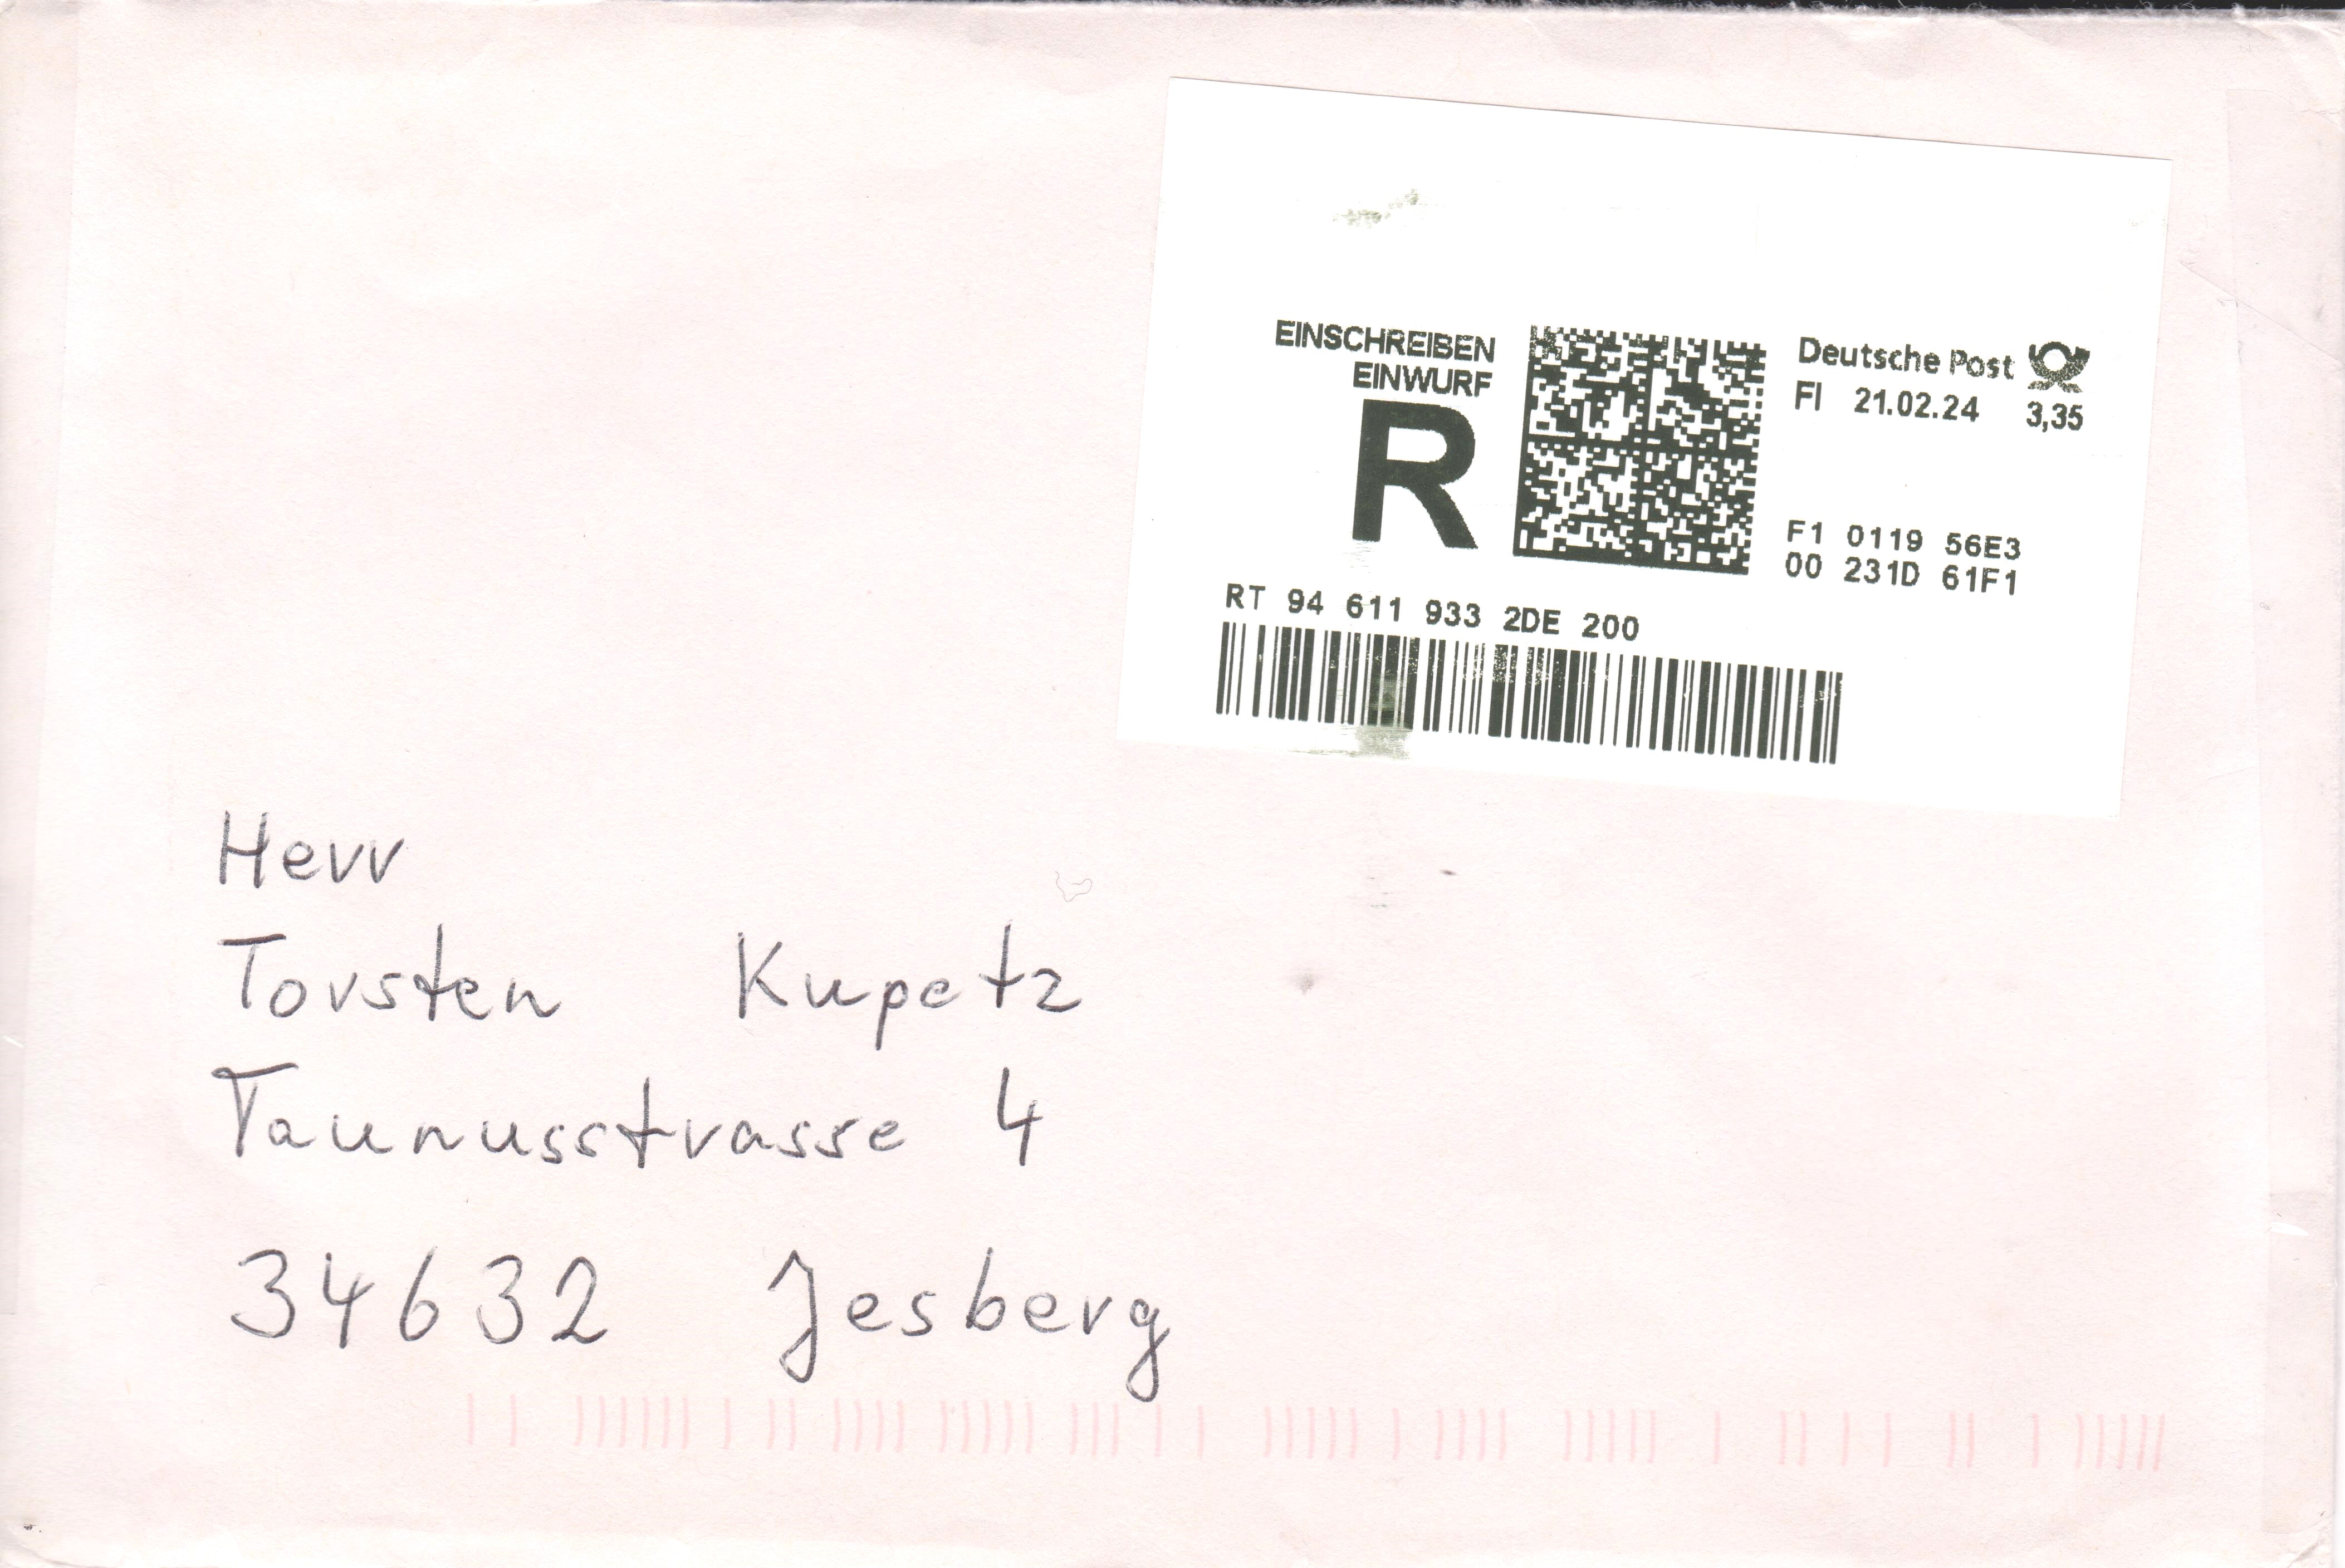 EINSCHREIBEN
EINWURF
R
Deutsche Post
FI 21.02.24 3,35
F1 0119 56E3
00 231D 61F1
RT 94 611 933 2DE 200
Herr
Torsten Kupetz
Taunusstrasse 4
34632 Jesberg